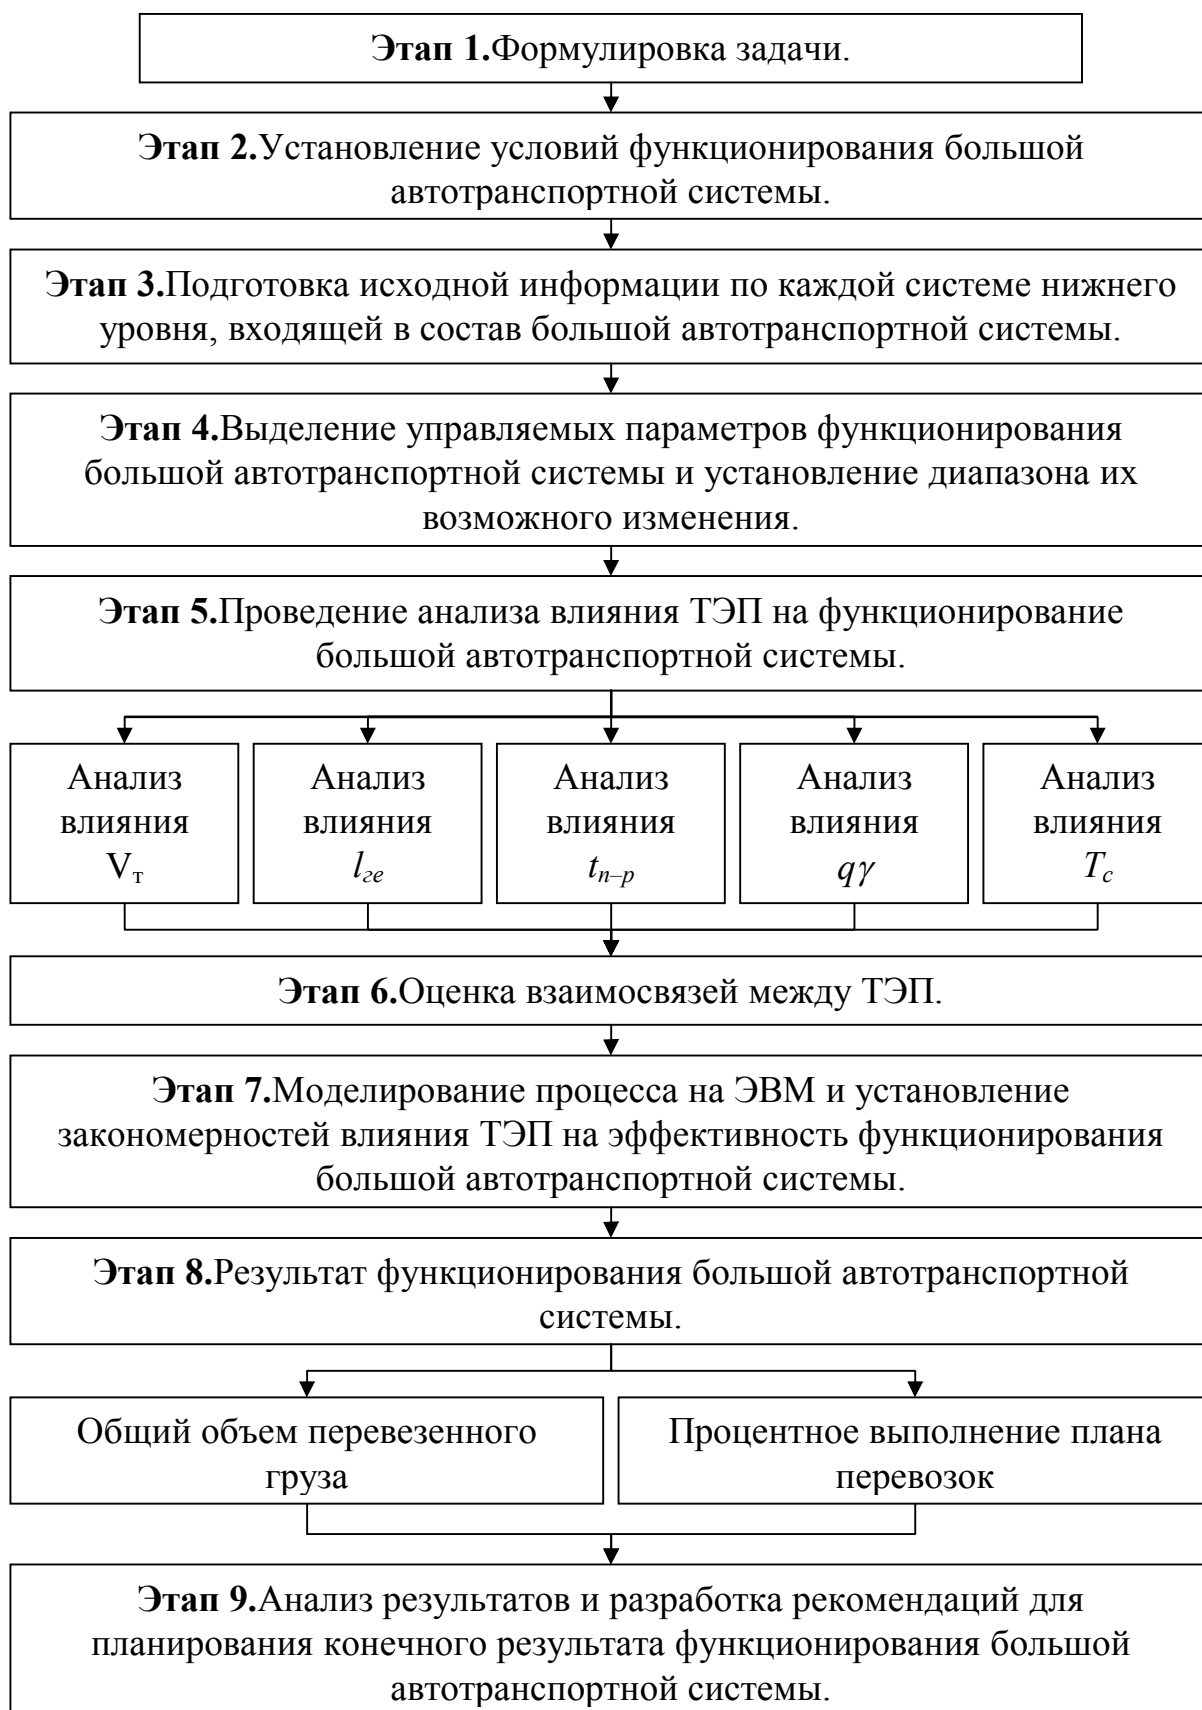 Этап 1.Формулировка задачи.
Этап 2.Установление условий функционирования большой
автотранспортной системы.
Этап 3.Подготовка исходной информации по каждой системе нижнего
уровня, входящей в состав большой автотранспортной системы.
Этап 4.Выделение управляемых параметров функционирования
большой автотранспортной системы и установление диапазона их
возможного изменения.
Этап 5.Проведение анализа влияния ТЭП на функционирование
большой автотранспортной системы.
Анализ
влияния
Vт
Анализ
влияния
lге
Анализ
влияния
tп–р
Анализ
влияния
qγ
Анализ
влияния
Tс
Этап 6.Оценка взаимосвязей между ТЭП.
Этап 7.Моделирование процесса на ЭВМ и установление
закономерностей влияния ТЭП на эффективность функционирования
большой автотранспортной системы.
Этап 8.Результат функционирования большой автотранспортной
системы.
Общий объем перевезенного
груза
Процентное выполнение плана
перевозок
Этап 9.Анализ результатов и разработка рекомендаций для
планирования конечного результата функционирования большой
автотранспортной системы.